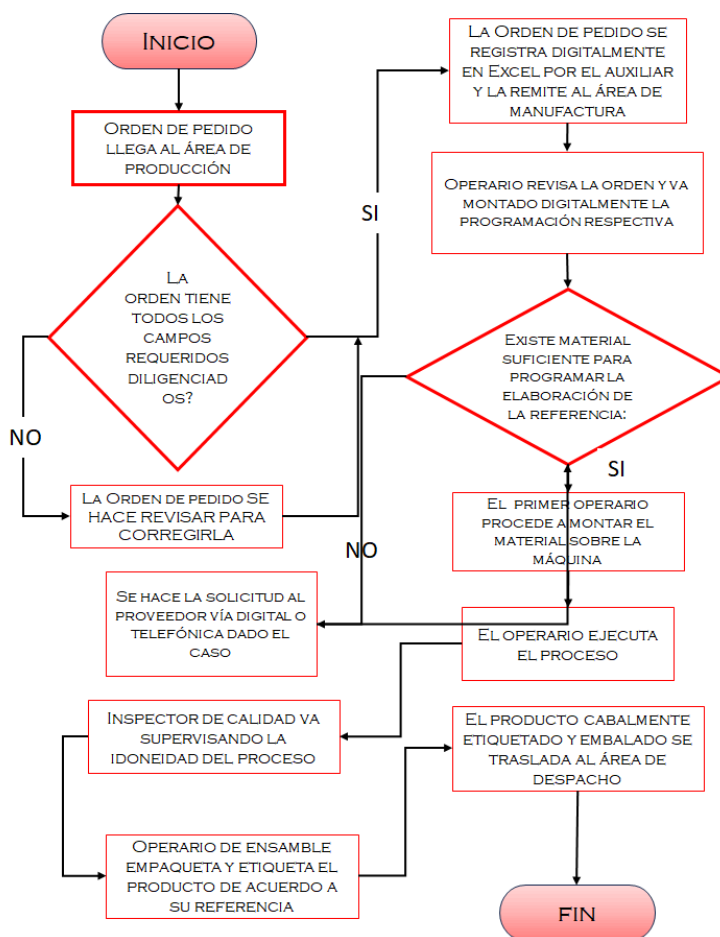 Inicio
Orden de pedido
llega al área de
producción
La
orden tiene
todos los
campos
requeridos
diligenciad
os?
NO
SI
La Orden de pedido SE
HACE REVISAR PARA
CORREGIRLA
La Orden de pedido se
registra digitalmente
en Excel por el auxiliar
y la remite al área de
manufactura
Operario revisa la orden y va
montado digitalmente la
programación respectiva
Existe material
suficiente para
programar la
elaboración de
la referencia:
NO
SI
Se hace la solicitud al
proveedor vía digital o
telefónica dado el
caso
El primer operario
procede a montar el
material sobre la
máquina
El operario ejecuta
el proceso
Inspector de calidad va
supervisando la
idoneidad del proceso
Operario de ensamble
empaqueta y etiqueta el
producto de acuerdo a
su referencia
El producto cabalmente
etiquetado y embalado se
traslada al área de
despacho
FIN